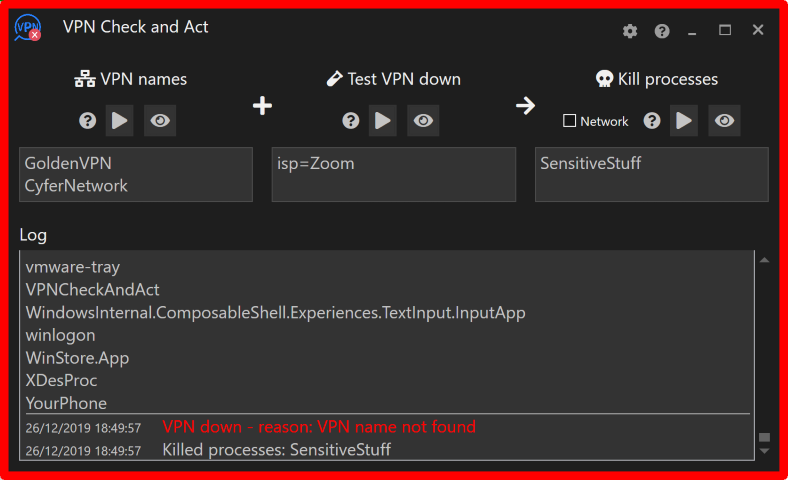 VPN
VPN Check and Act
VPN names
Test VPN down
Kill processes
Network
GoldenVPN
CyferNetwork
isp=Zoom
SensitiveStuff
Log
vmware-tray
VPNCheckAndAct
WindowsInternal.ComposableShell.Experiences.TextInput.InputApp
winlogon
WinStore.App
XDesProc
YourPhone
26/12/2019 18:49:57 VPN down - reason: VPN name not found
26/12/2019 18:49:57 Killed processes: SensitiveStuff